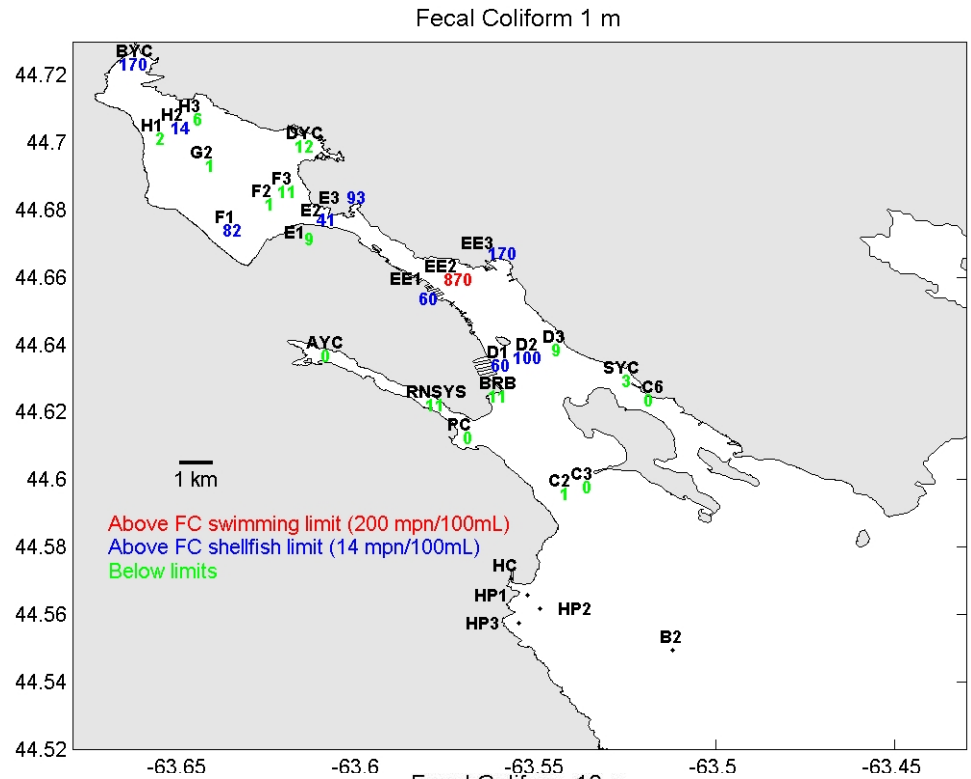 Fecal Coliform 1 m
44.72
44.7
44.68
44.66
44.64
44.62
44.6
44.58
44.56
44.54
44.52
BYC
170
H3
6
H2
14
H1
2
DYC
12
G2
1
F3
11
F2
1
E3 93
E2
41
F1
82
E1
9
EE3
170
EE2
870
EE1
60
AYC
0
D3
9
D2
100
D1
60
SYC
3
BRB
11
C6
0
RNSYS
11
PC
0
C3
0
C2
1
1 km
Above FC swimming limit (200 mpn/100mL)
Above FC shellfish limit (14 mpn/100mL)
Below limits
HC
HP1
HP2
HP3
B2
-63.65 -63.6 -63.55 -63.5 -63.45